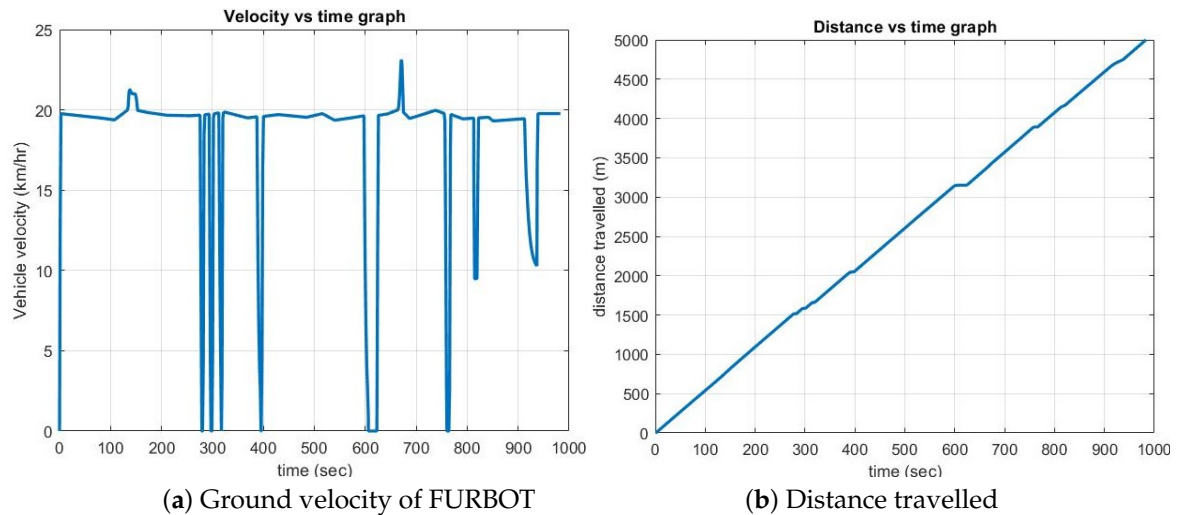 Velocity vs time graph
25
20
15
10
5
0
Vehicle velocity (km/hr)
0 100 200 300 400 500 600 700 800 900 1000
time (sec)
(a) Ground velocity of FURBOT
Distance vs time graph
5000
4500
4000
3500
3000
2500
2000
1500
1000
500
0
distance travelled (m)
0 100 200 300 400 500 600 700 800 900 1000
time (sec)
(b) Distance travelled